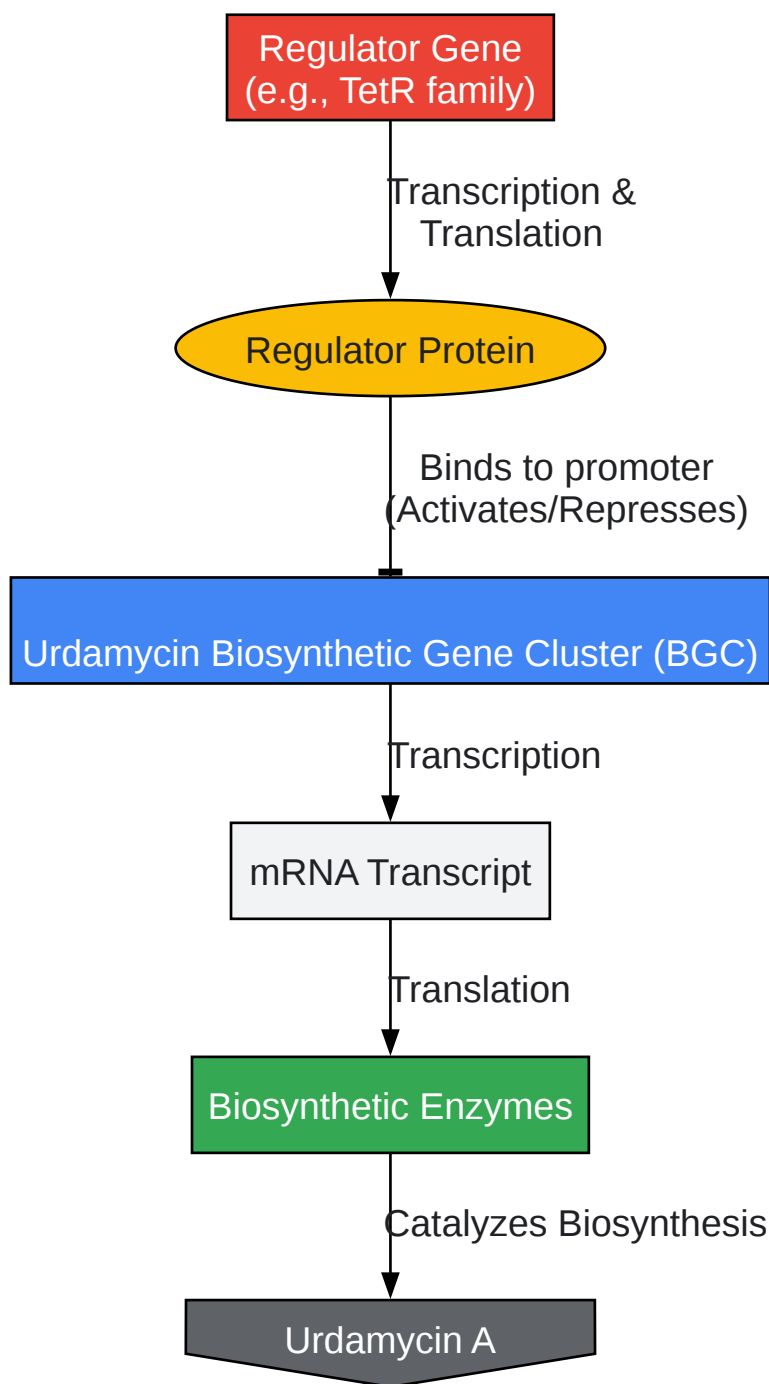 Regulator Gene
(e.g., TetR family)
Transcription &
Translation
Regulator Protein
Binds to promoter
(Activates/Represses)
Urdamycin Biosynthetic Gene Cluster (BGC)
Transcription
mRNA Transcript
Translation
Biosynthetic Enzymes
Catalyzes Biosynthesis
Urdamycin A